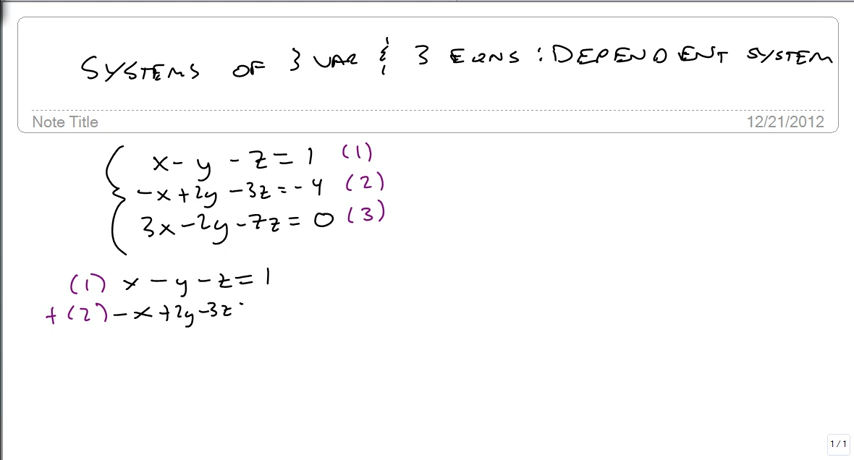 SYSTEMS OF 3 VAR & 3 EQNS : DEPENDENT SYSTEM
Note Title
12/21/2012
x - y - z = 1 (1)
-x + 2y - 3z = -4 (2)
3x - 2y - 7z = 0 (3)
(1) x - y - z = 1
+ (2) - x + 2y - 3z
1 / 1